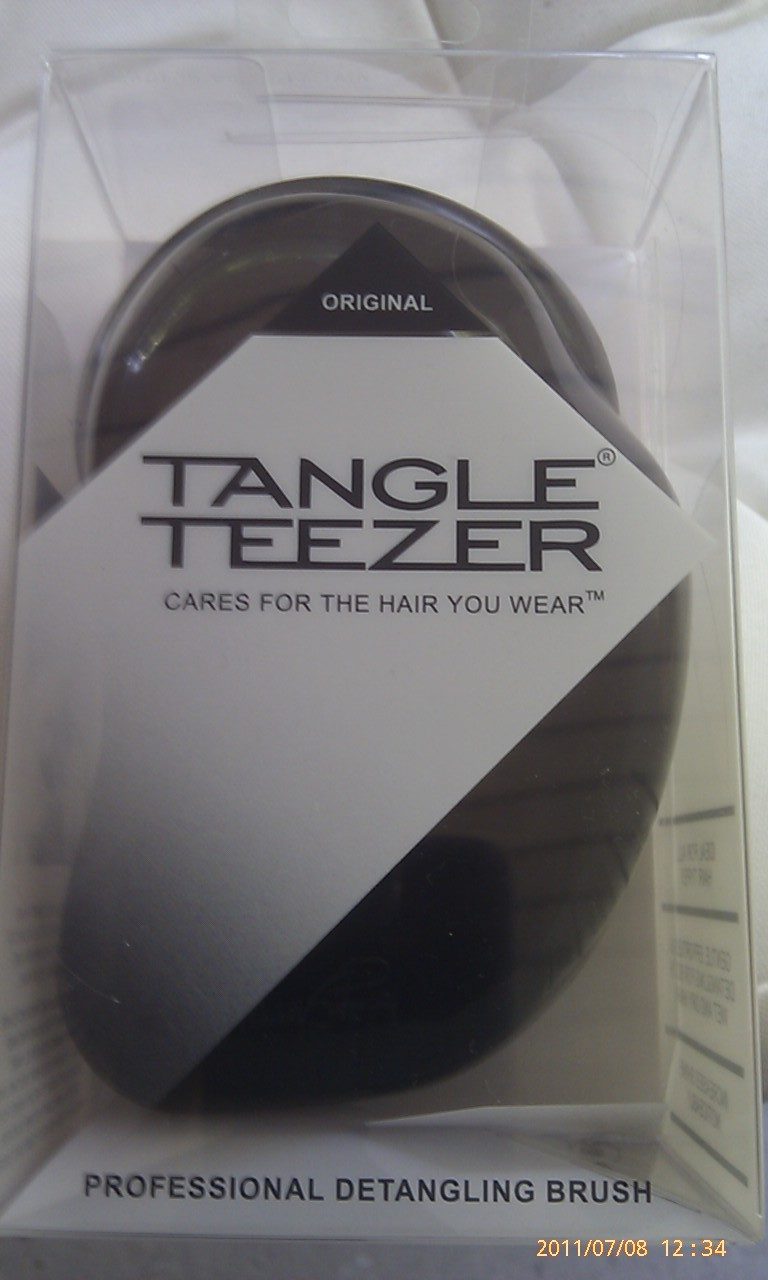 ORIGINAL
TANGLE®
TEEZER
CARES FOR THE HAIR YOU WEAR™
PROFESSIONAL DETANGLING BRUSH
2011/07/08 12:34